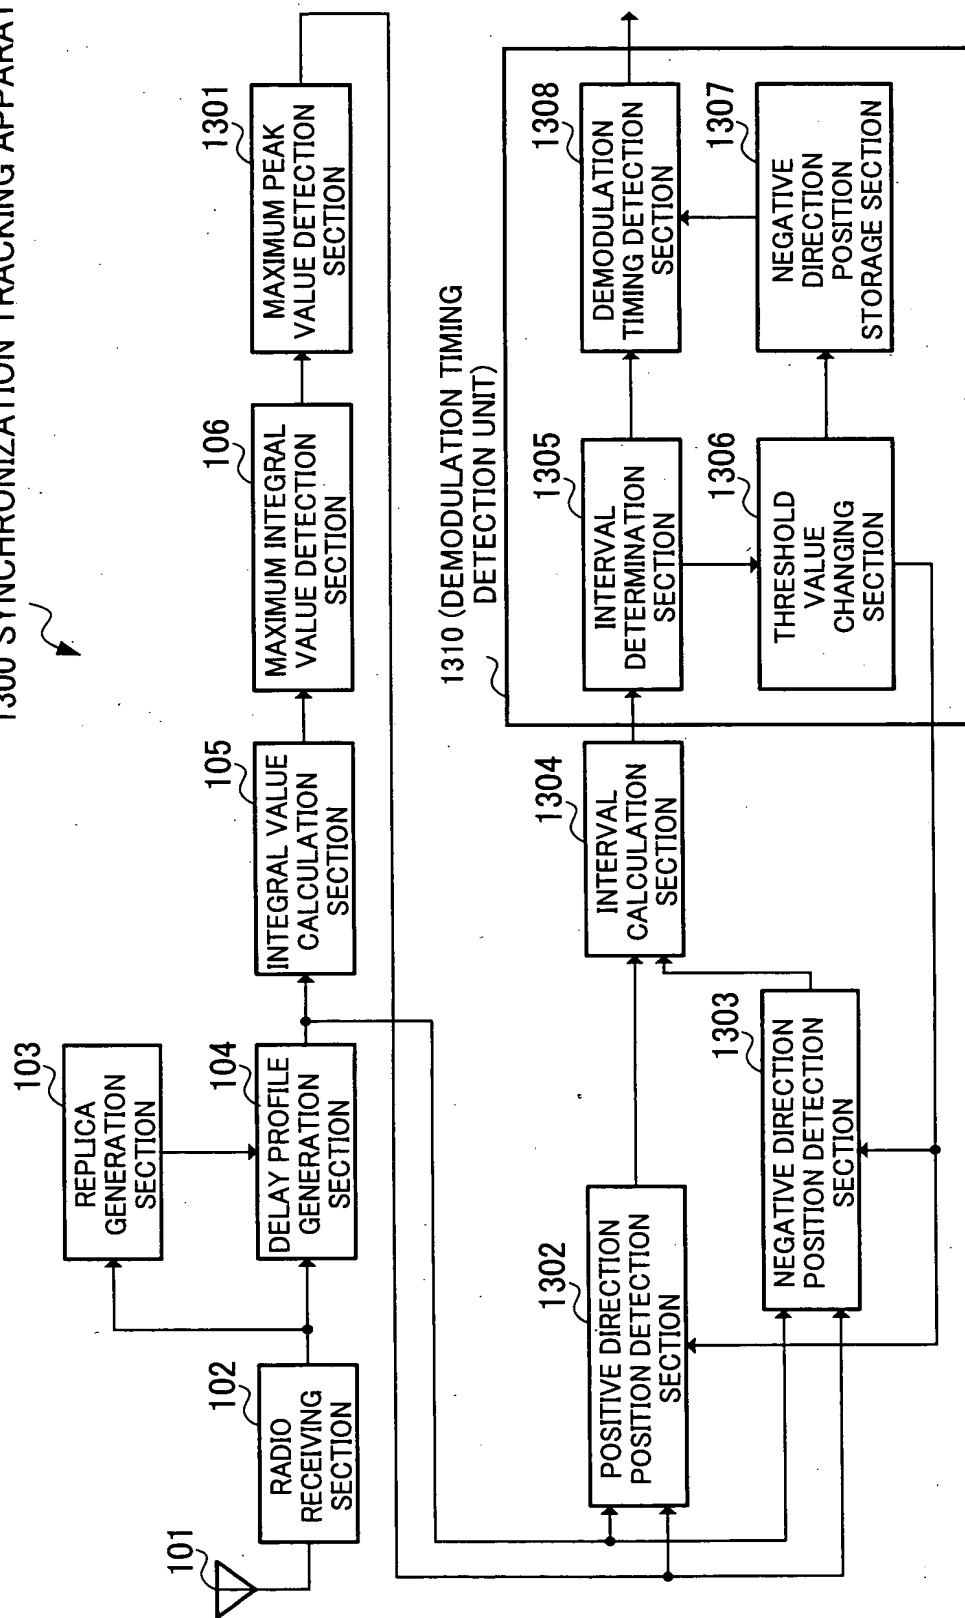 1300 SYNCHRONIZATION TRACKING
101
102
RADIO
RECEIVING
SECTION
103
REPLICA
GENERATION
SECTION
104
DELAY PROFILE
GENERATION
SECTION
105
INTEGRAL VALUE
CALCULATION
SECTION
106
MAXIMUM INTEGRAL
VALUE DETECTION
SECTION
1301
MAXIMUM PEAK
VALUE DETECTION
SECTION
1302
POSITIVE DIRECTION
POSITION DETECTION
SECTION
1303
NEGATIVE DIRECTION
POSITION DETECTION
SECTION
1304
INTERVAL
CALCULATION
SECTION
1310 (DEMODULATION TIMING
DETECTION UNIT)
1305
INTERVAL
DETERMINATION
SECTION
1306
THRESHOLD
VALUE
CHANGING
SECTION
1308
DEMODULATION
TIMING DETECTION
SECTION
1307
NEGATIVE
DIRECTION
POSITION
STORAGE SECTION